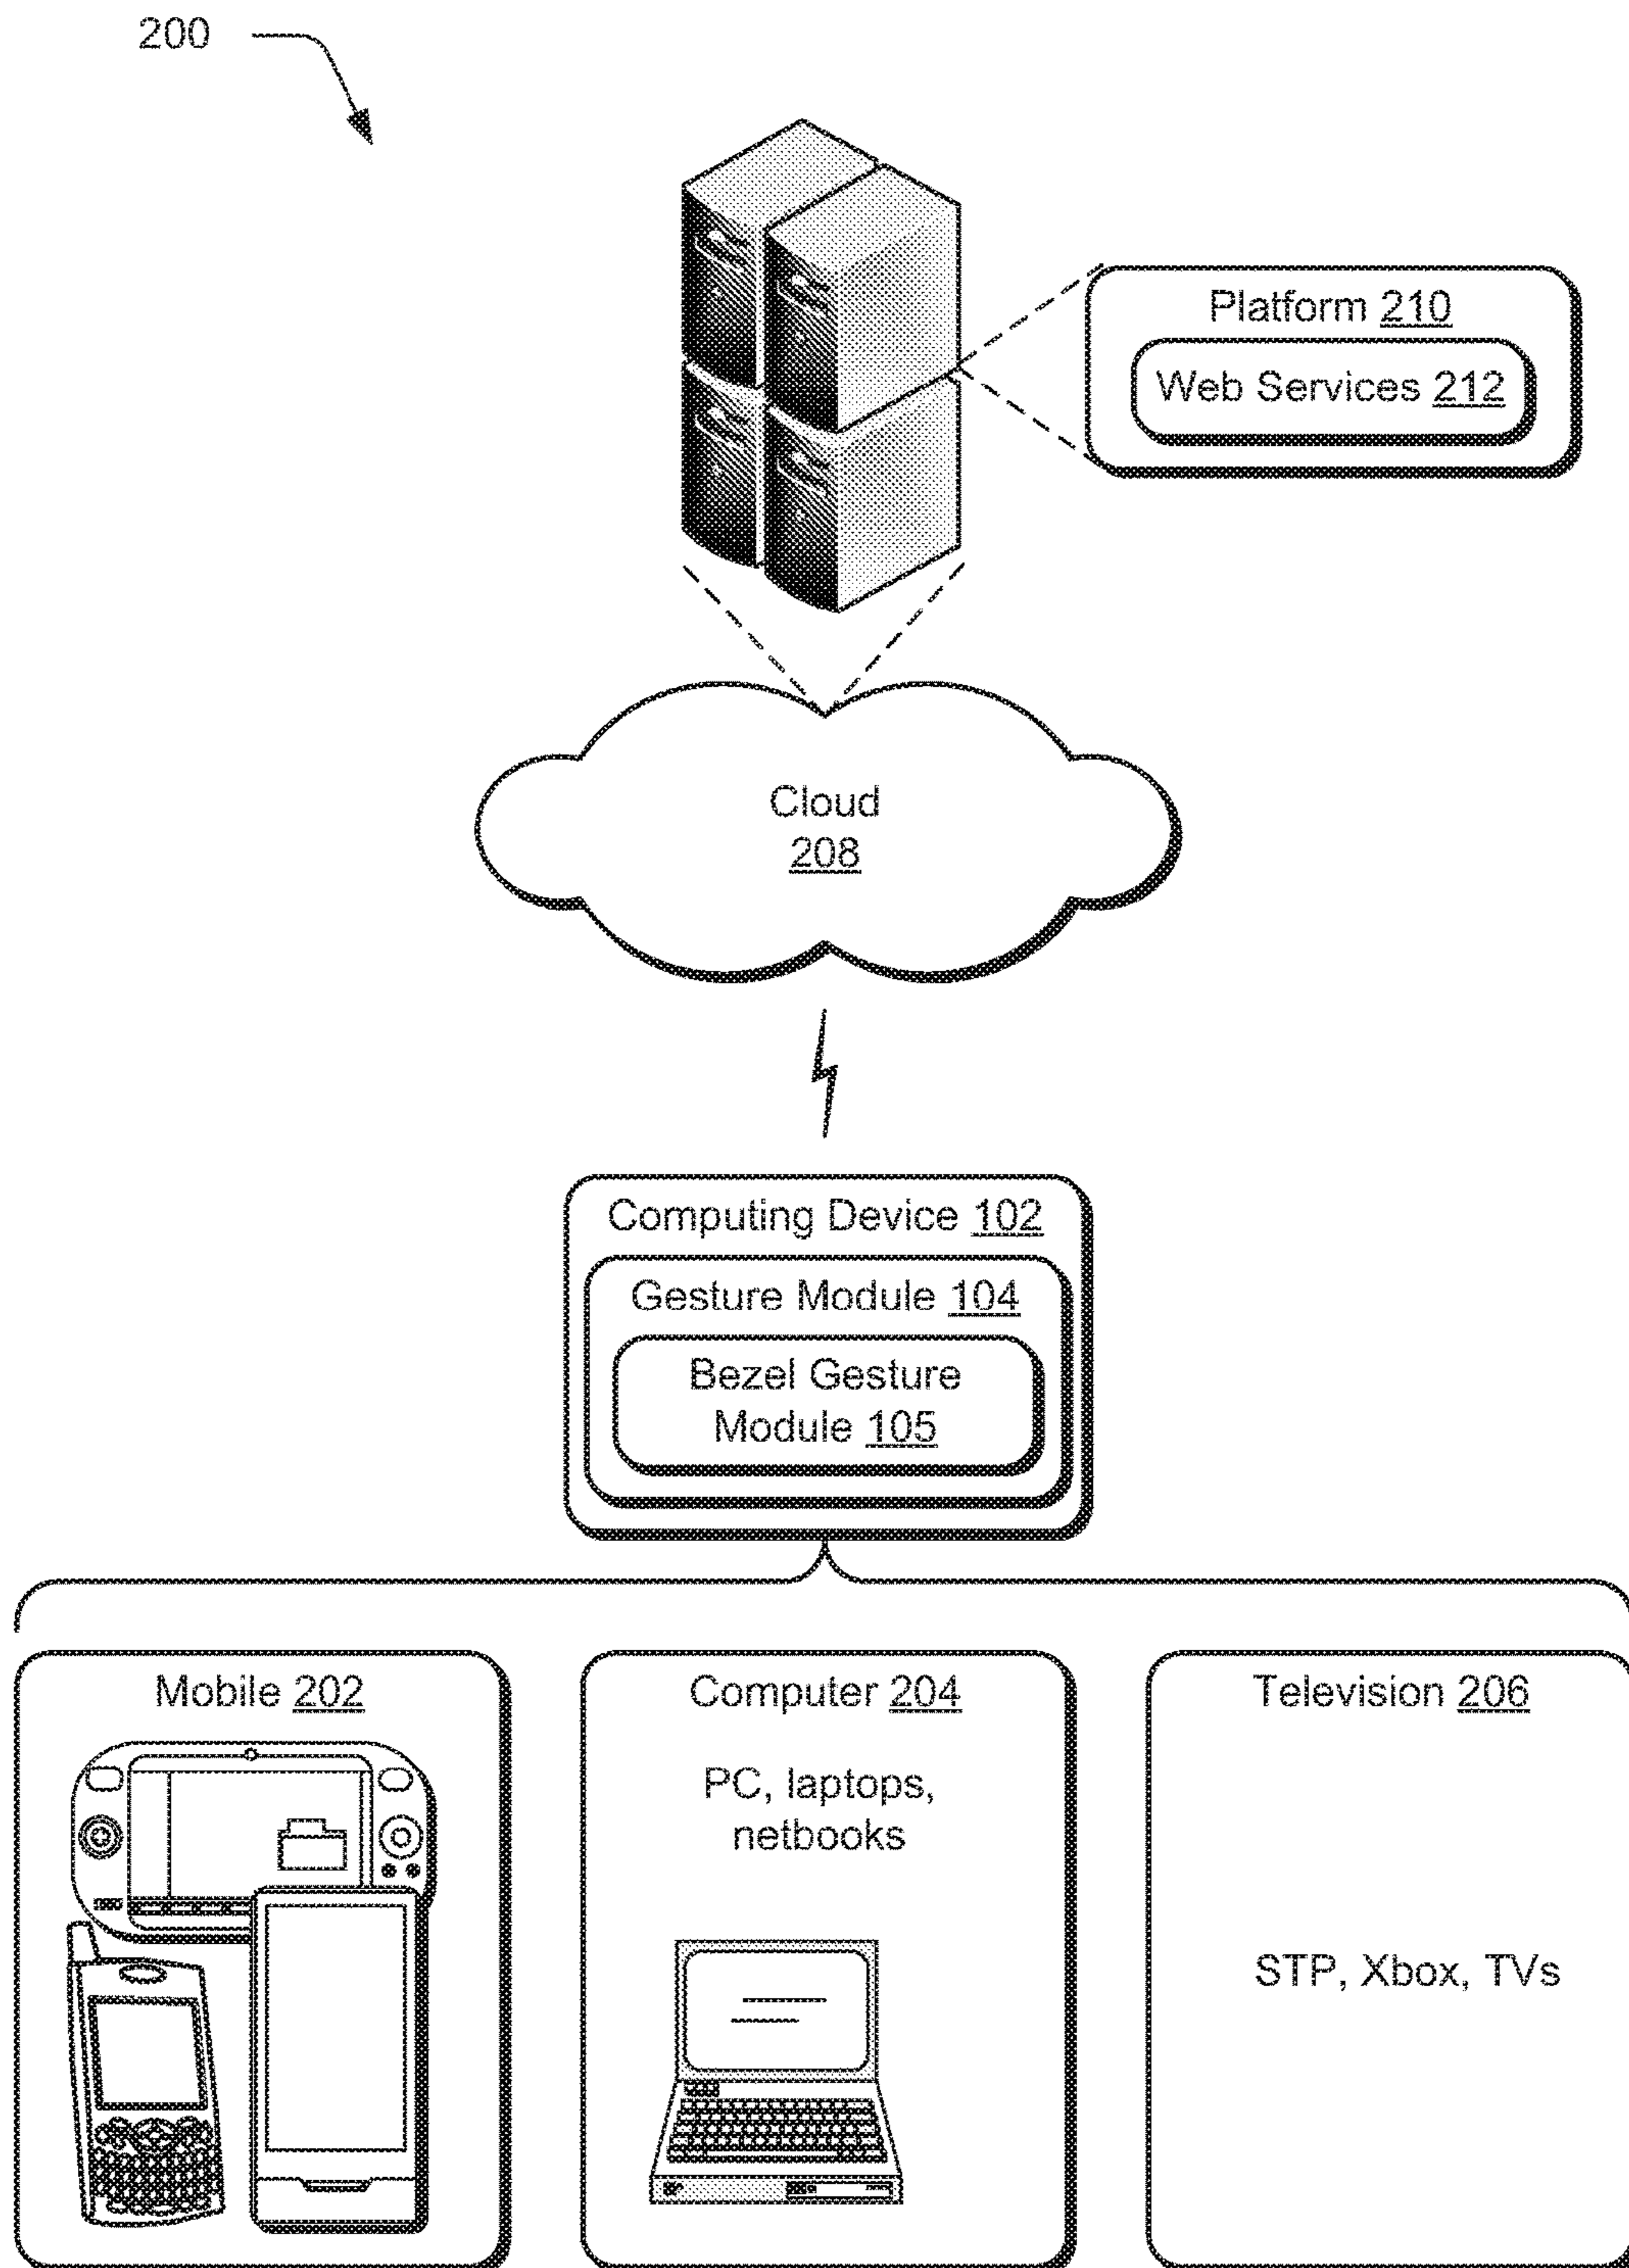 200
Platform 210
Web Services 212
Cloud
208
Computing Device 102
Gesture Module 104
Bezel Gesture
Module 105
Mobile 202
Computer 204
PC, laptops,
netbooks
Television 206
STP, Xbox, TVs